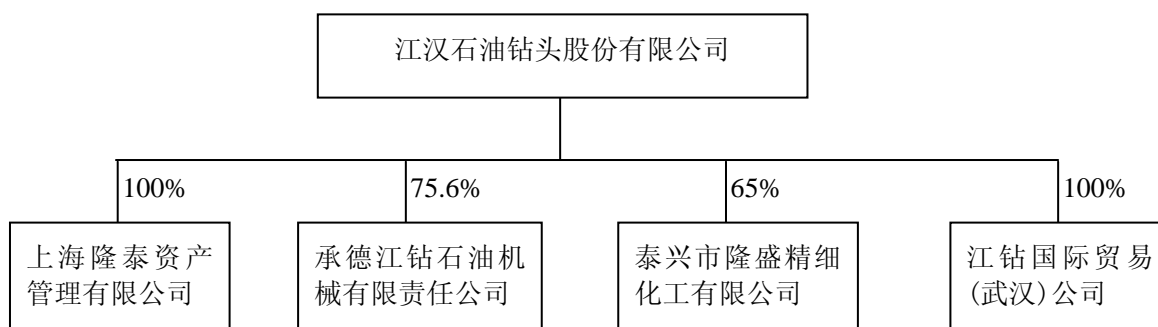 江汉石油钻头股份有限公司
100%
75.6%
65%
100%
上海隆泰资产
管理有限公司
承德江钻石油机
械有限责任公司
泰兴市隆盛精细
化工有限公司
江钻国际贸易
(武汉)公司